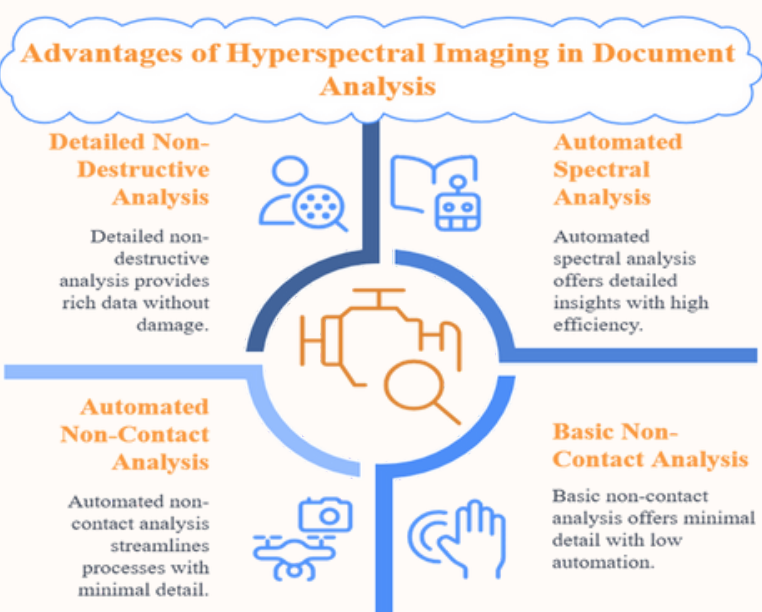 Advantages of Hyperspectral Imaging in Document
Analysis
Detailed Non-
Destructive
Analysis
Detailed non-
destructive
analysis provides
rich data without
damage.
Automated
Spectral
Analysis
Automated
spectral analysis
offers detailed
insights with high
efficiency.
Automated
Non-Contact
Analysis
Automated non-
contact analysis
streamlines
processes with
minimal detail.
Basic Non-
Contact Analysis
Basic non-contact
analysis offers minimal
detail with low
automation.